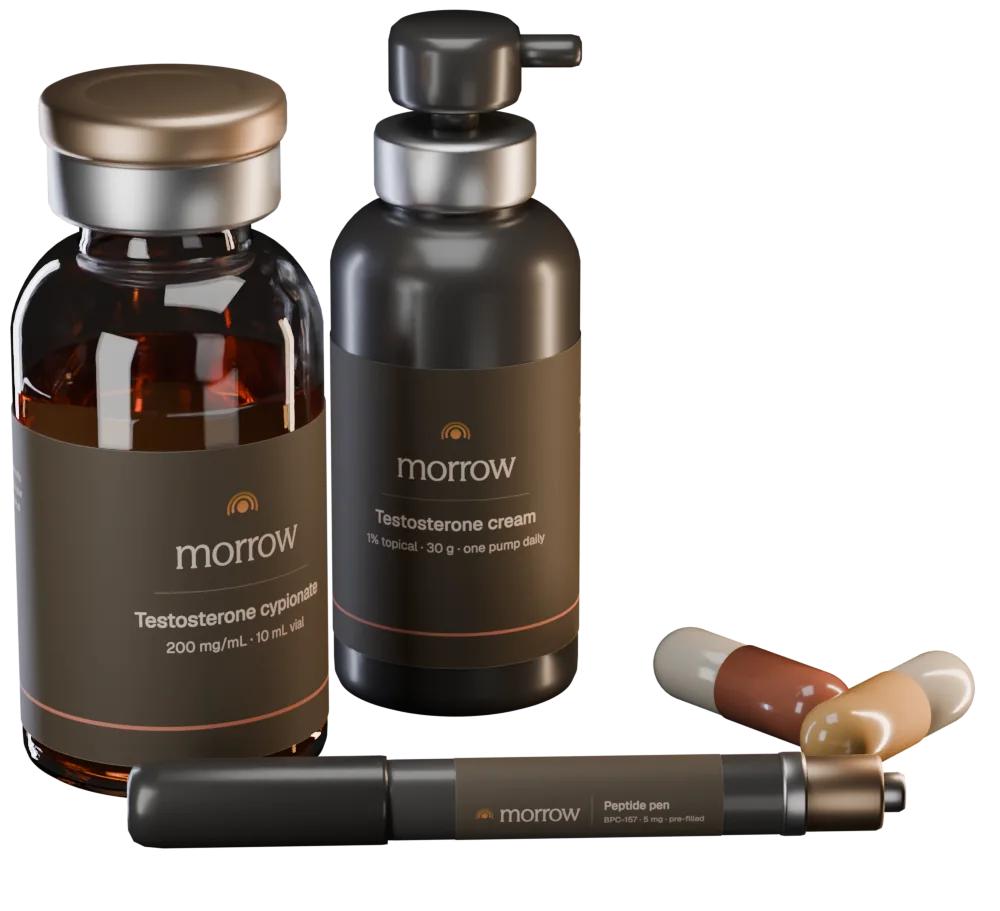 morrow
Testosterone cypionate
200 mg/mL · 10 mL vial
morrow
Testosterone cream
1% topical · 30 g · one pump daily
morrow
Peptide pen
BPC-157 · 5 mg · pre-filled